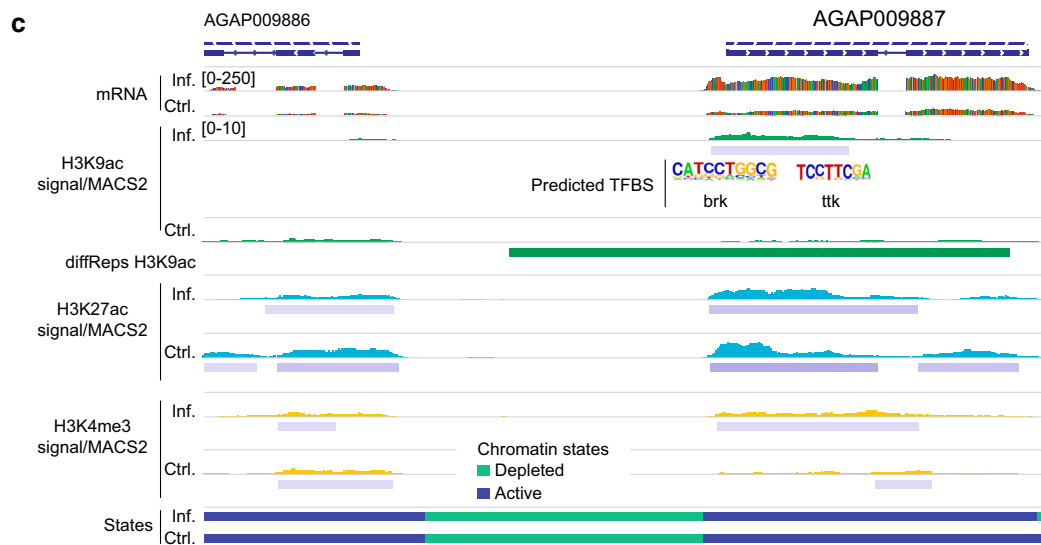 c
AGAP009886
AGAP009887
mRNA
Inf.
[0-250]
Ctrl.
H3K9ac
signal/MACS2
Inf.
[0-10]
Predicted TFBS
CATCCTGGCG
TCCTTCGA
brk
ttk
Ctrl.
diffReps H3K9ac
H3K27ac
signal/MACS2
Inf.
Ctrl.
H3K4me3
signal/MACS2
Inf.
Ctrl.
Chromatin states
Depleted
Active
States
Inf.
Ctrl.